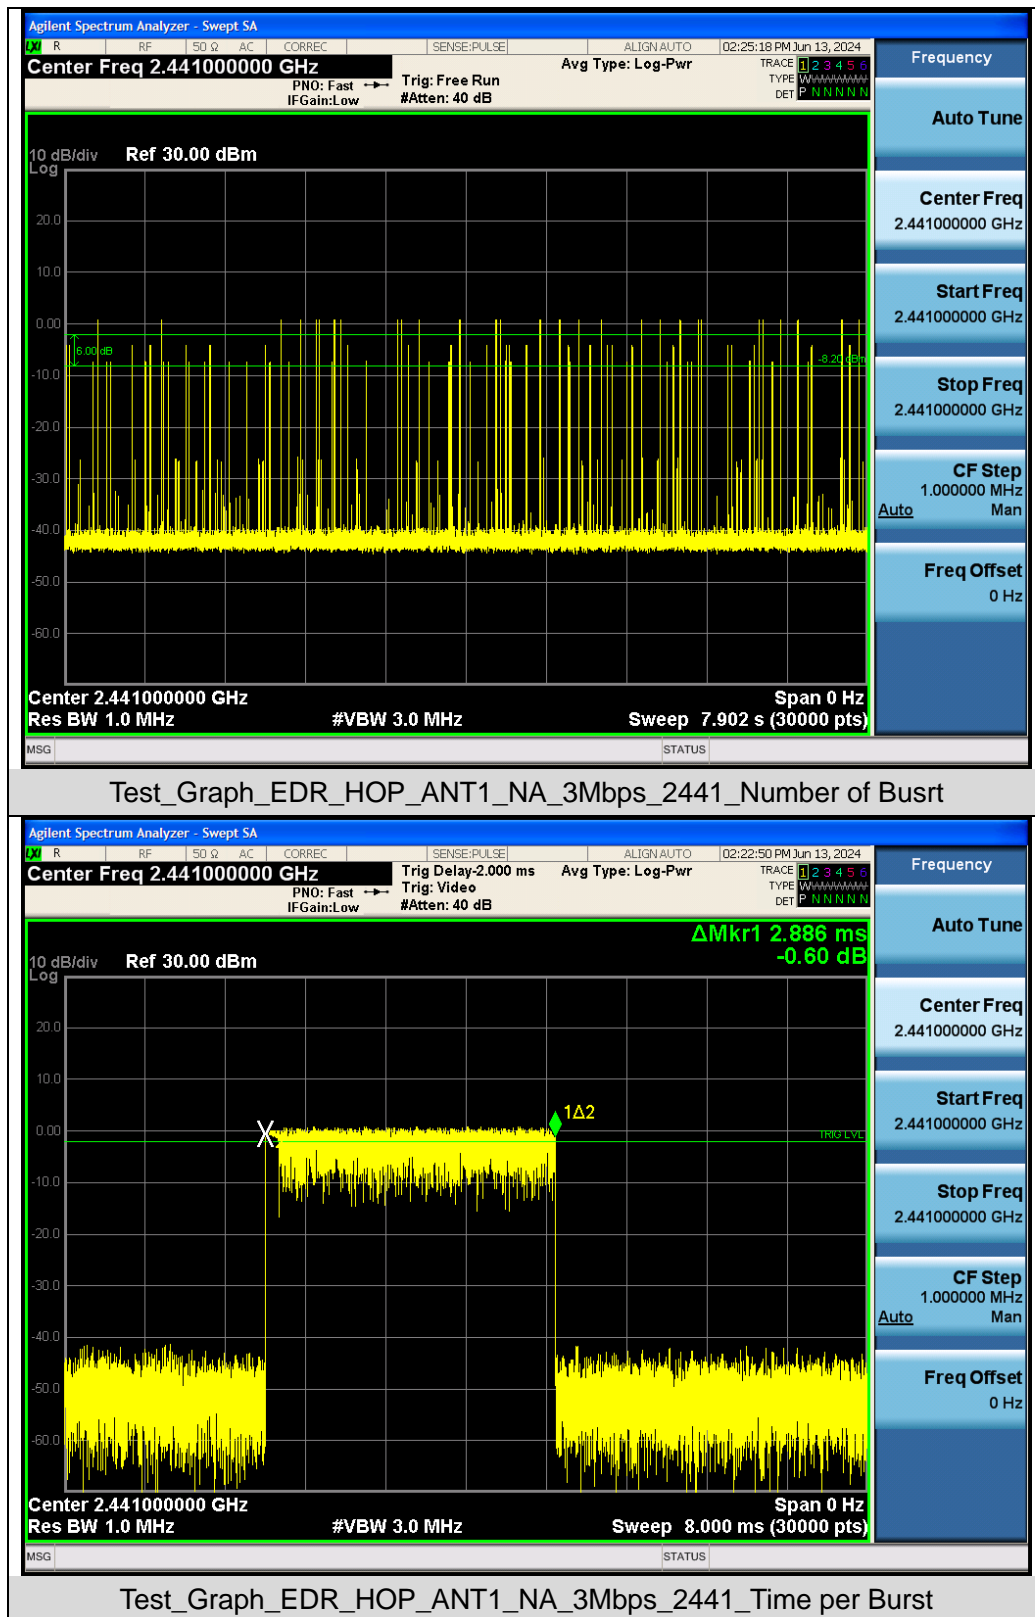 Agilent Spectrum Analyzer - Swept SA
LXI R RF 50 Ω AC CORREC SENSE:PULSE ALIGN AUTO 02:25:18 PM Jun 13, 2024
Center Freq 2.441000000 GHz
PNO: Fast
IFGain:Low
Trig: Free Run
#Atten: 40 dB
Avg Type: Log-Pwr
TRACE 1 2 3 4 5 6
TYPE WWWWWW
DET P N N N N N
Frequency
Auto Tune
Center Freq
2.441000000 GHz
Start Freq
2.441000000 GHz
Stop Freq
2.441000000 GHz
CF Step
1.000000 MHz
Auto Man
Freq Offset
0 Hz
10 dB/div Ref 30.00 dBm
Log
20.0
10.0
0.00
6.00 dB
-8.20 dBm
-10.0
-20.0
-30.0
-40.0
-50.0
-60.0
Center 2.441000000 GHz Span 0 Hz
Res BW 1.0 MHz #VBW 3.0 MHz Sweep 7.902 s (30000 pts)
MSG STATUS
Test_Graph_EDR_HOP_ANT1_NA_3Mbps_2441_Number of Busrt
Agilent Spectrum Analyzer - Swept SA
LXI R RF 50 Ω AC CORREC SENSE:PULSE ALIGN AUTO 02:22:50 PM Jun 13, 2024
Center Freq 2.441000000 GHz
PNO: Fast
IFGain:Low
Trig Delay-2.000 ms
Trig: Video
#Atten: 40 dB
Avg Type: Log-Pwr
TRACE 1 2 3 4 5 6
TYPE WWWWWW
DET P N N N N N
Frequency
Auto Tune
Center Freq
2.441000000 GHz
Start Freq
2.441000000 GHz
Stop Freq
2.441000000 GHz
CF Step
1.000000 MHz
Auto Man
Freq Offset
0 Hz
ΔMkr1 2.886 ms
-0.60 dB
10 dB/div Ref 30.00 dBm
Log
20.0
10.0
1Δ2
0.00
TRIG LVL
-10.0
-20.0
-30.0
-40.0
-50.0
-60.0
Center 2.441000000 GHz Span 0 Hz
Res BW 1.0 MHz #VBW 3.0 MHz Sweep 8.000 ms (30000 pts)
MSG STATUS
Test_Graph_EDR_HOP_ANT1_NA_3Mbps_2441_Time per Burst